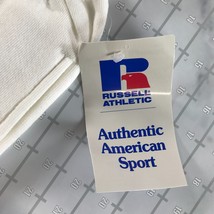 R
RUSSELL
ATHLETIC
Authentic
American
Sport